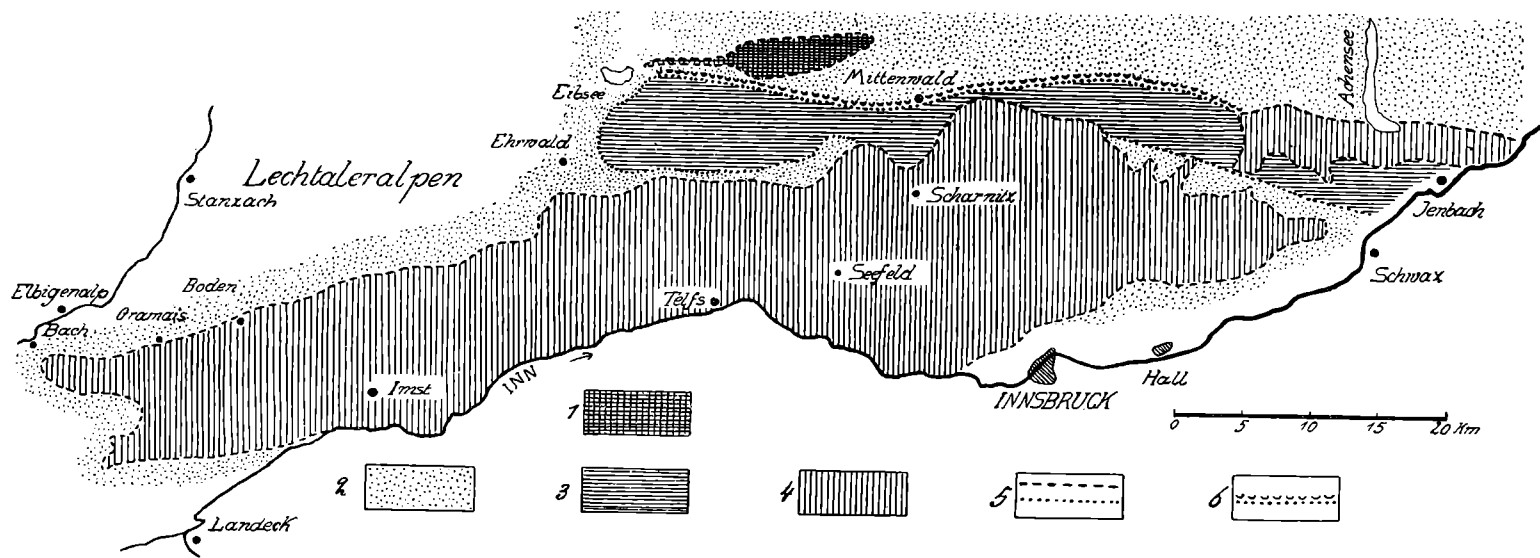 Achensee
Mittenwald
Eibsee
Ehrwald
Lechtaleralpen
Stanzach
Scharnitz
Jenbach
Seefeld
Schwaz
Elbigenalp
Boden
Telfs
Gramais
Bach
Imst
INN
Hall
INNSBRUCK
1
0 5 10 15 20 Km
2 3 4 5 6
Landeck